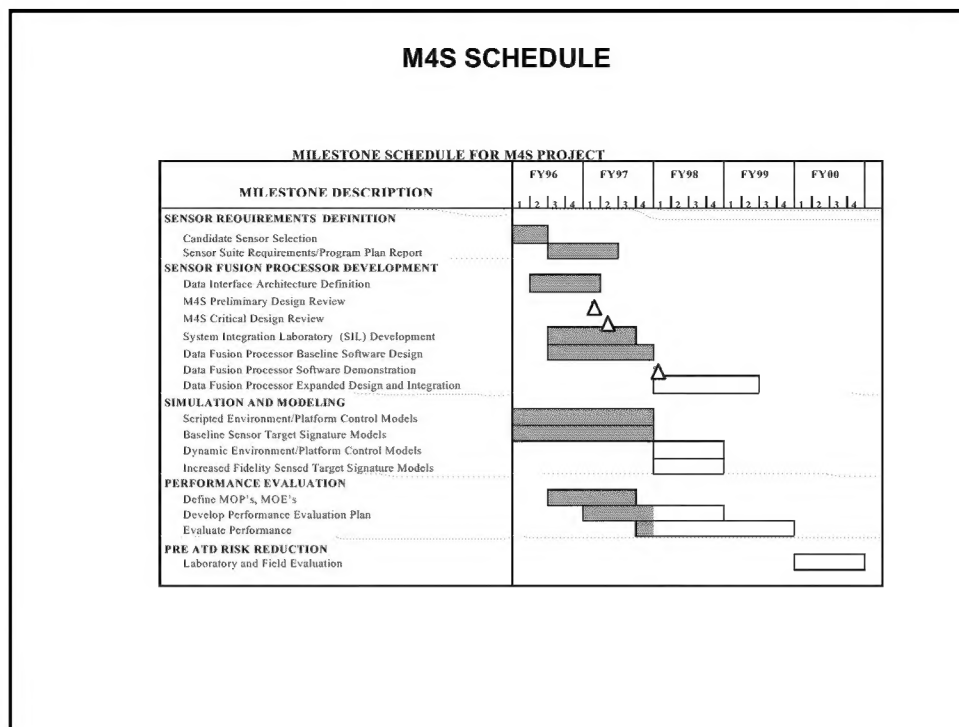 M4S SCHEDULE
MILESTONE SCHEDULE FOR M4S PROJECT
MILESTONE DESCRIPTION
FY96 FY97 FY98 FY99 FY00
1 2 3 4 1 2 3 4 1 2 3 4 1 2 3 4 1 2 3 4
SENSOR REQUIREMENTS DEFINITION
Candidate Sensor Selection
Sensor Suite Requirements/Program Plan Report
SENSOR FUSION PROCESSOR DEVELOPMENT
Data Interface Architecture Definition
M4S Preliminary Design Review
M4S Critical Design Review
System Integration Laboratory (SIL) Development
Data Fusion Processor Baseline Software Design
Data Fusion Processor Software Demonstration
Data Fusion Processor Expanded Design and Integration
SIMULATION AND MODELING
Scripted Environment/Platform Control Models
Baseline Sensor Target Signature Models
Dynamic Environment/Platform Control Models
Increased Fidelity Sensed Target Signature Models
PERFORMANCE EVALUATION
Define MOP's, MOE's
Develop Performance Evaluation Plan
Evaluate Performance
PRE ATD RISK REDUCTION
Laboratory and Field Evaluation